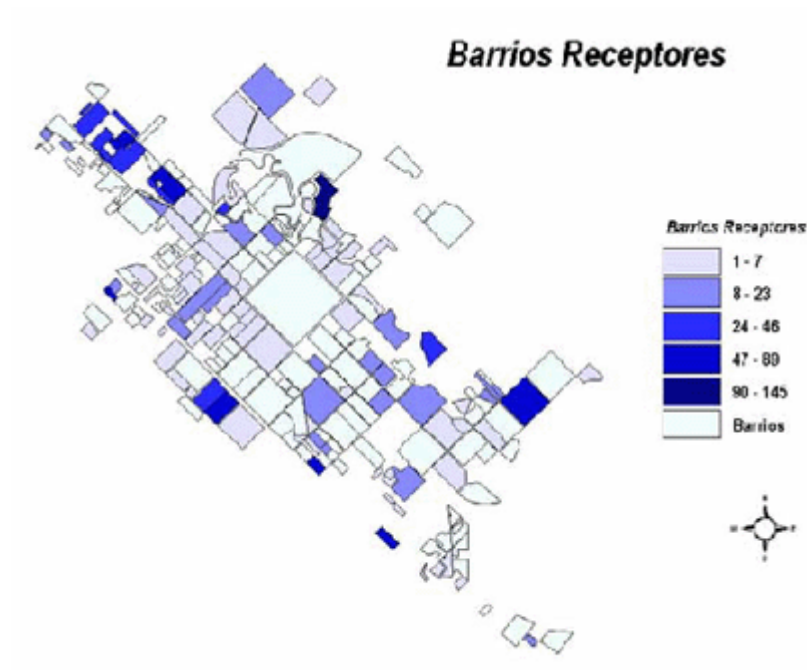 Barrios Receptores
Barrios Receptores
1 - 7
8 - 23
24 - 46
47 - 89
90 - 145
Barrios